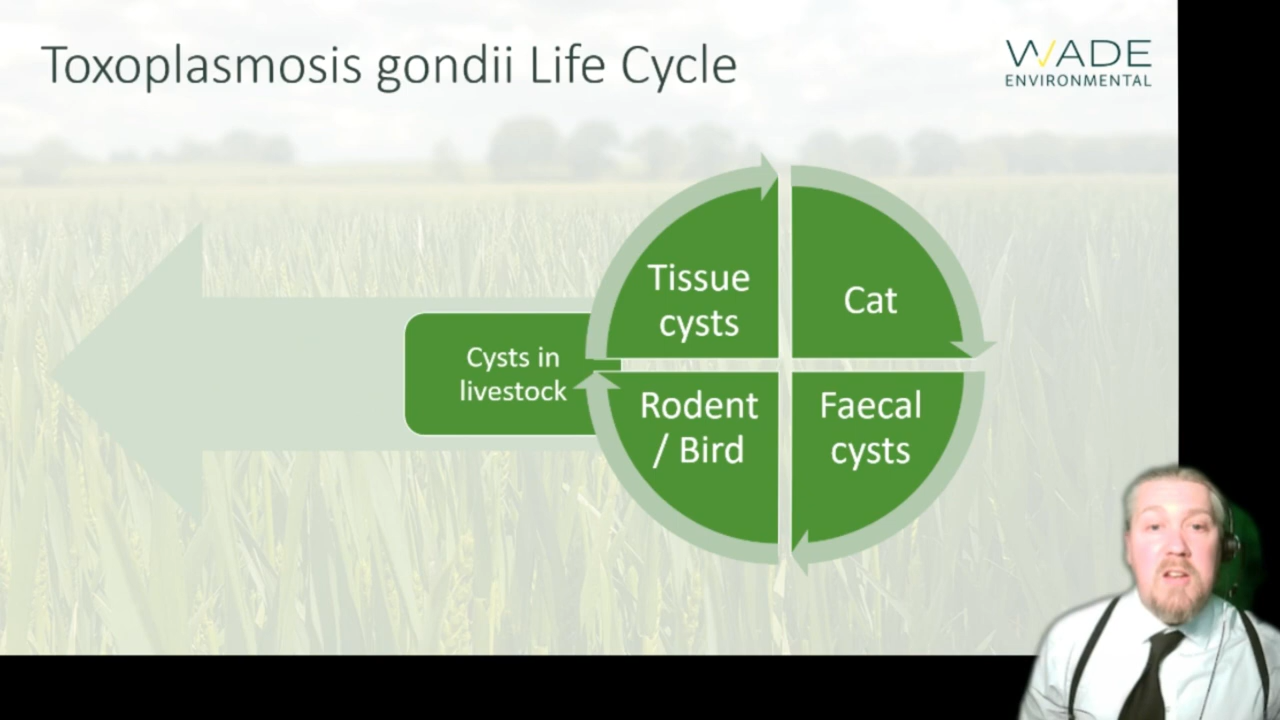 Toxoplasmosis gondii Life Cycle
WADE
ENVIRONMENTAL
Tissue
cysts
Cat
Cysts in
livestock
Rodent
/ Bird
Faecal
cysts